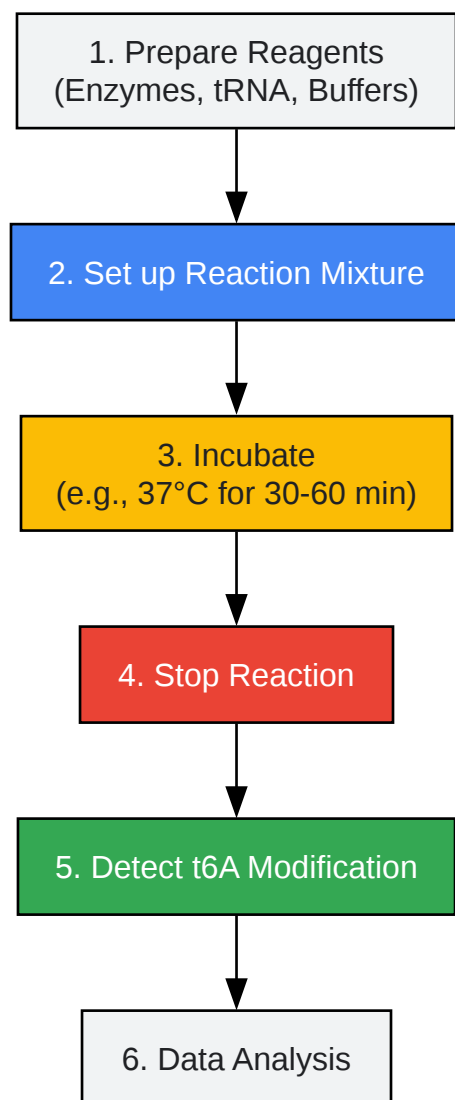 1. Prepare Reagents
(Enzymes, tRNA, Buffers)
2. Set up Reaction Mixture
3. Incubate
(e.g., 37°C for 30-60 min)
4. Stop Reaction
5. Detect t6A Modification
6. Data Analysis